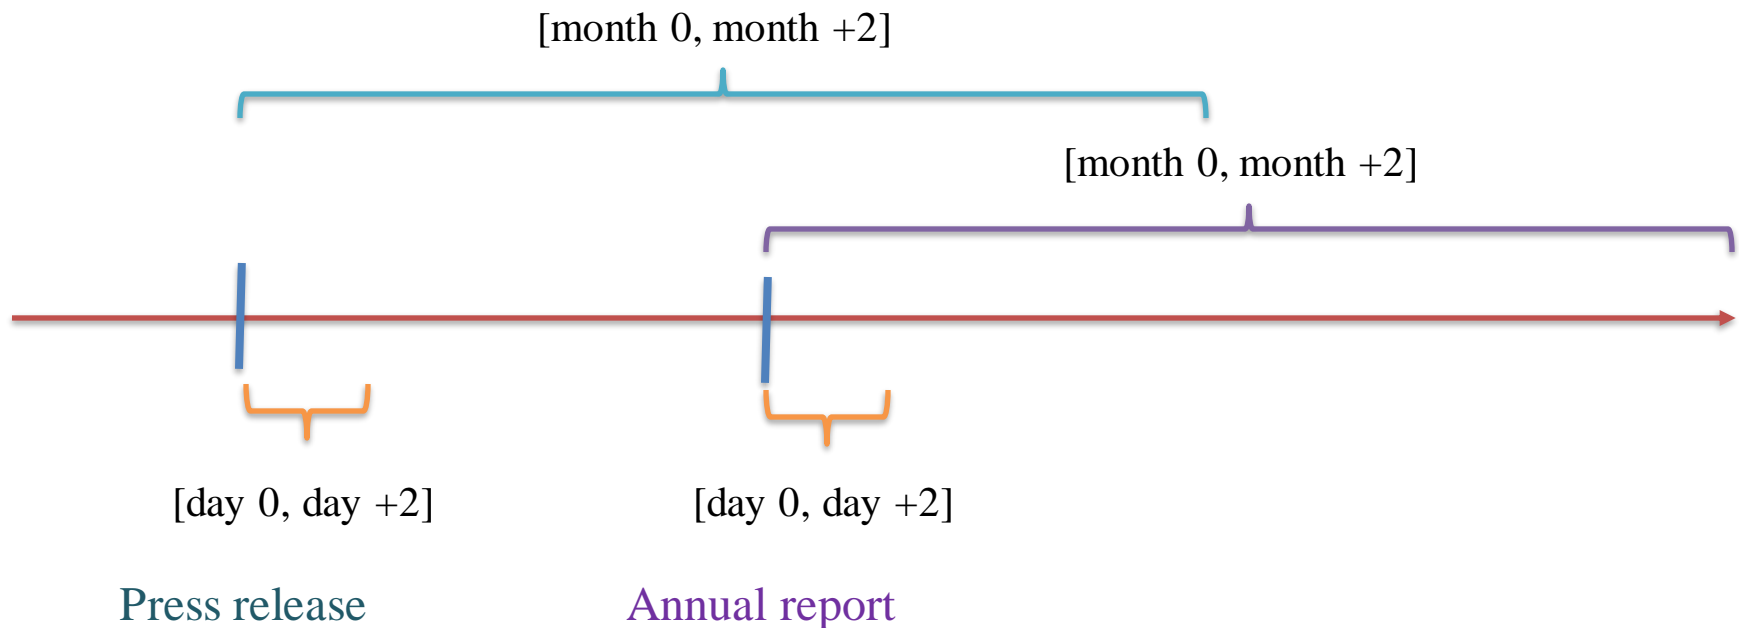 [month 0, month +2]
[month 0, month +2]
[day 0, day +2]
[day 0, day +2]
Press release
Annual report